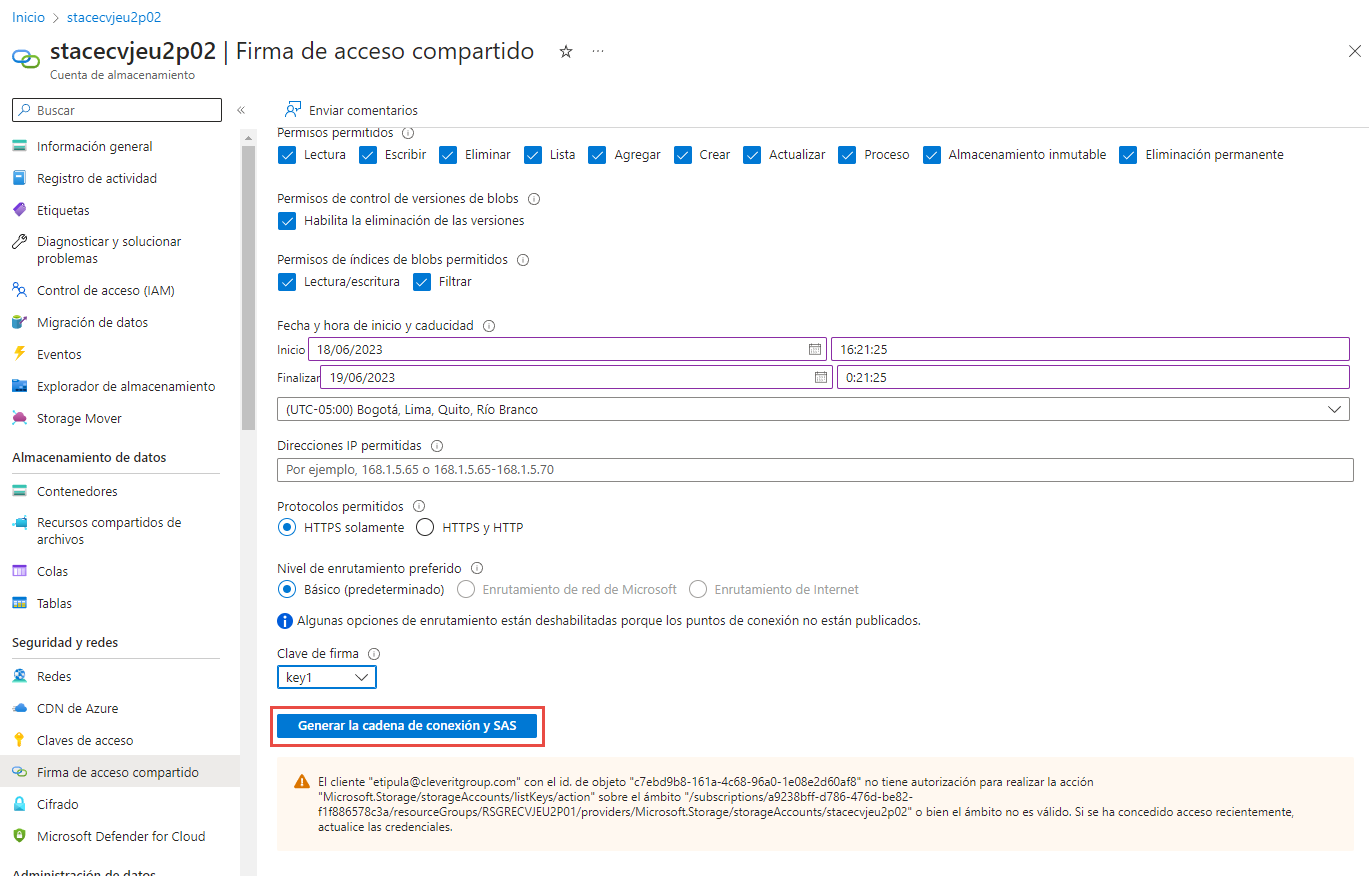 Inicio > stacecvjeu2p02
stacecvjeu2p02 | Firma de acceso compartido
Cuenta de almacenamiento
Buscar
Información general
Registro de actividad
Etiquetas
Diagnosticar y solucionar
problemas
Control de acceso (IAM)
Migración de datos
Eventos
Explorador de almacenamiento
Storage Mover
Almacenamiento de datos
Contenedores
Recursos compartidos de
archivos
Colas
Tablas
Seguridad y redes
Redes
CDN de Azure
Claves de acceso
Firma de acceso compartido
Cifrado
Microsoft Defender for Cloud
Administración de datos
Enviar comentarios
Permisos permitidos
Lectura Escribir Eliminar Lista Agregar Crear Actualizar Proceso Almacenamiento inmutable Eliminación permanente
Permisos de control de versiones de blobs
Habilita la eliminación de las versiones
Permisos de índices de blobs permitidos
Lectura/escritura Filtrar
Fecha y hora de inicio y caducidad
Inicio 18/06/2023 16:21:25
Finalizar 19/06/2023 0:21:25
(UTC-05:00) Bogotá, Lima, Quito, Río Branco
Direcciones IP permitidas
Por ejemplo, 168.1.5.65 o 168.1.5.65-168.1.5.70
Protocolos permitidos
HTTPS solamente HTTPS y HTTP
Nivel de enrutamiento preferido
Básico (predeterminado) Enrutamiento de red de Microsoft Enrutamiento de Internet
Algunas opciones de enrutamiento están deshabilitadas porque los puntos de conexión no están publicados.
Clave de firma
key1
Generar la cadena de conexión y SAS
El cliente "etipula@cleveritgroup.com" con el id. de objeto "c7ebd9b8-161a-4c68-96a0-1e08e2d60af8" no tiene autorización para realizar la acción
"Microsoft.Storage/storageAccounts/listKeys/action" sobre el ámbito "/subscriptions/a9238bff-d786-476d-be82-
f1f886578c3a/resourceGroups/RSGRECVJEU2P01/providers/Microsoft.Storage/storageAccounts/stacecvjeu2p02" o bien el ámbito no es válido. Si se ha concedido acceso recientemente,
actualice las credenciales.